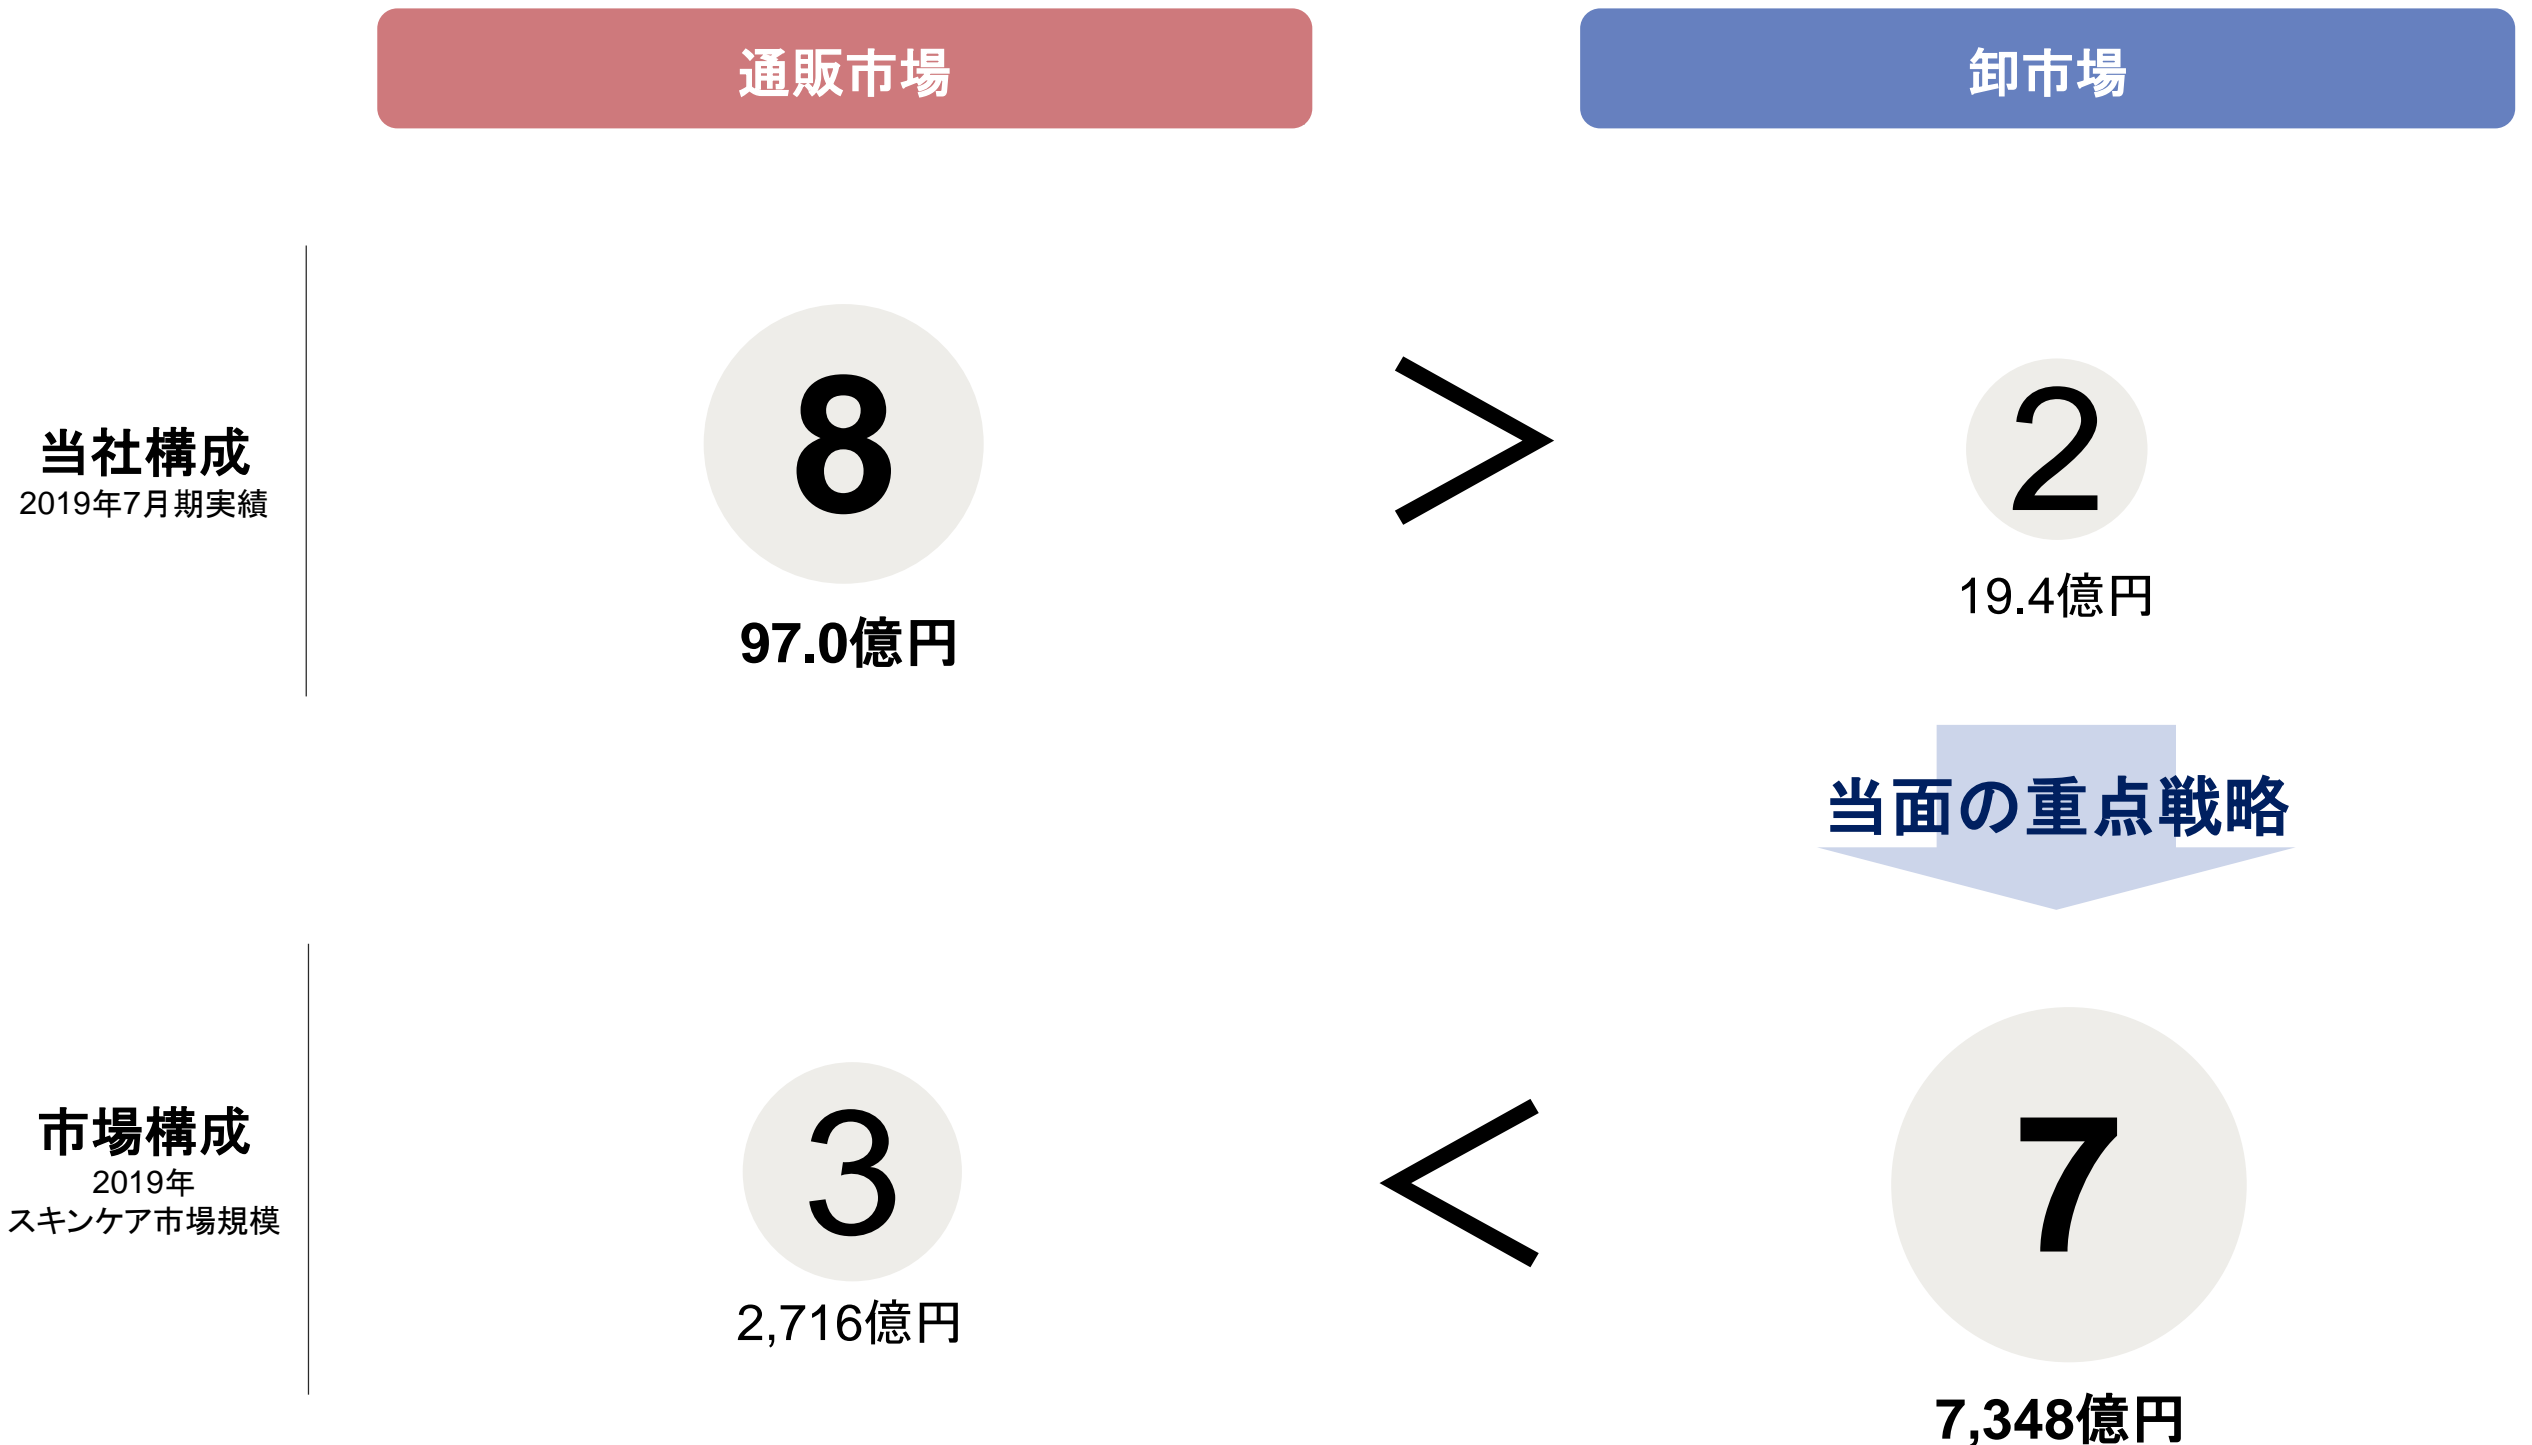 通販市場
卸市場
当社構成
2019年7月期実績
8
＞
2
97.0億円
19.4億円
当面の重点戦略
市場構成
2019年
スキンケア市場規模
3
＜
7
2,716億円
7,348億円